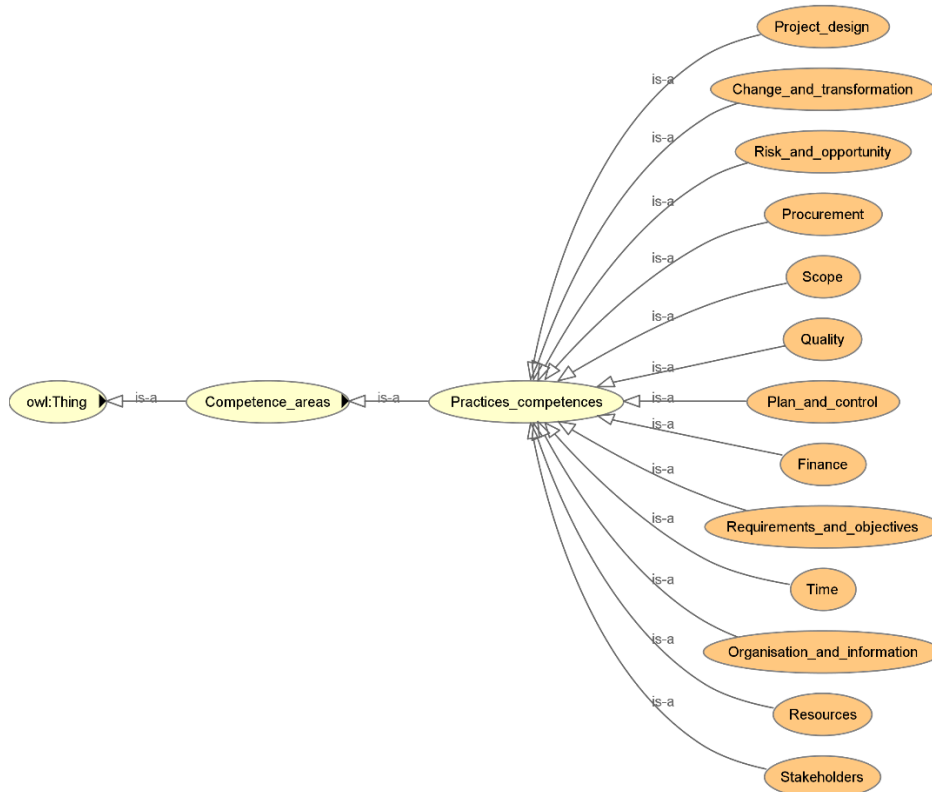 Project_design
is-a
Change_and_transformation
is-a
Risk_and_opportunity
is-a
Procurement
is-a
Scope
is-a
Quality
is-a
owl:Thing
is-a
Competence_areas
is-a
Practices_competences
is-a
Plan_and_control
is-a
Finance
is-a
Requirements_and_objectives
is-a
Time
is-a
Organisation_and_information
is-a
Resources
is-a
Stakeholders